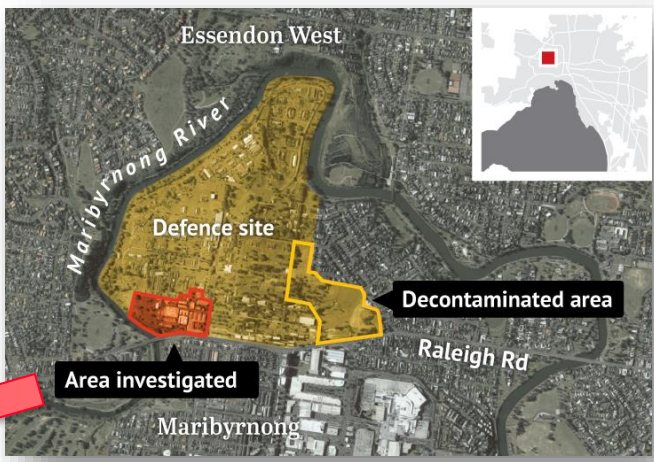 Essendon West
Maribyrnong River
Defence site
Decontaminated area
Raleigh Rd
Area investigated
Maribyrnong